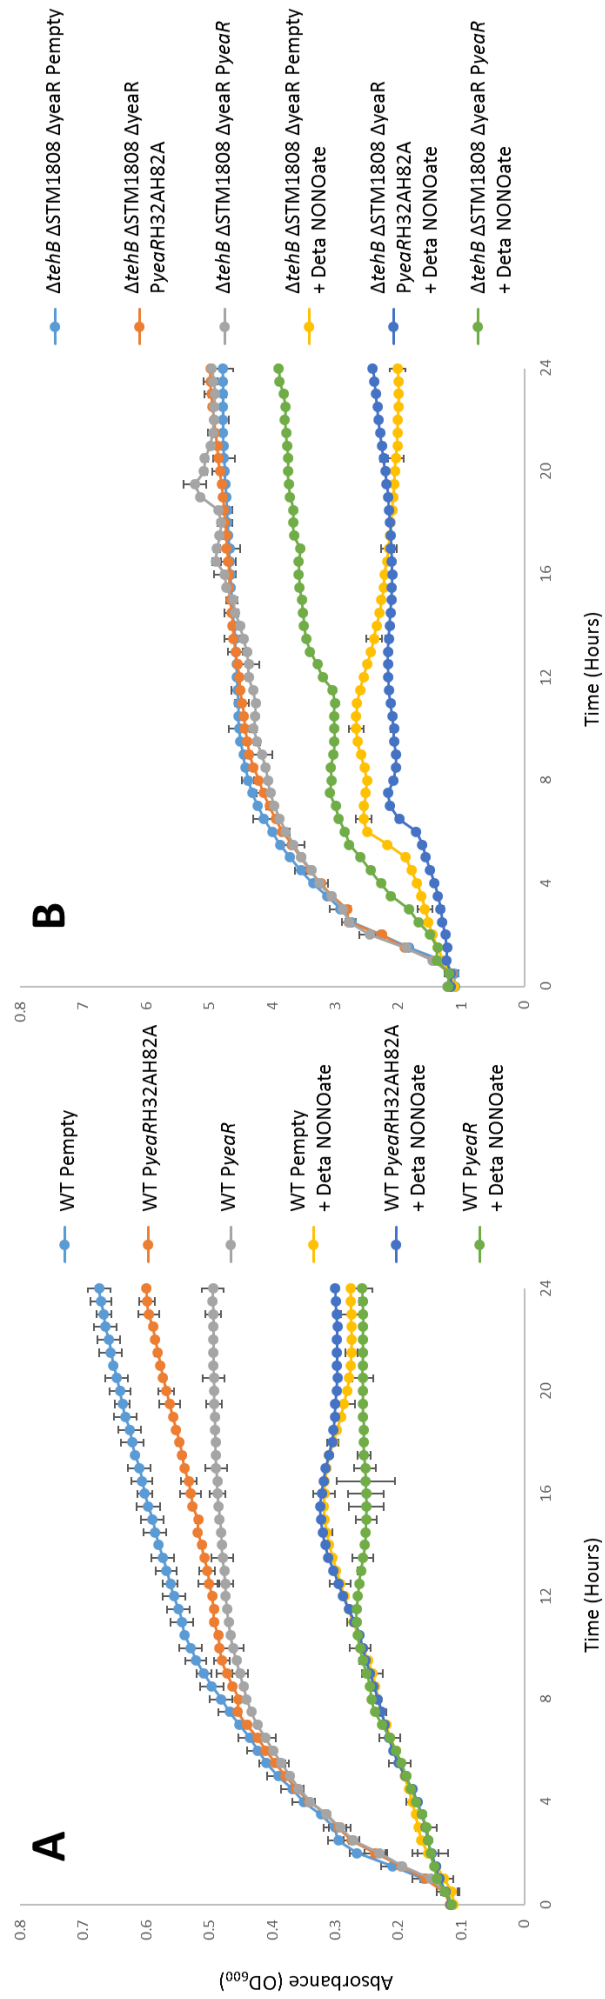 A
Absorbance (OD600)
0.8
0.7
0.6
0.5
0.4
0.3
0.2
0.1
0
0 4 8 12 16 20 24
Time (Hours)
WT Pempty
WT PyeaRH32AH82A
WT PyeaR
WT Pempty
+ Deta NONOate
WT PyeaRH32AH82A
+ Deta NONOate
WT PyeaR
+ Deta NONOate
B
0.8
7
6
5
4
3
2
1
0
0 4 8 12 16 20 24
Time (Hours)
ΔtehB ΔSTM1808 ΔyeaR Pempty
ΔtehB ΔSTM1808 ΔyeaR
PyeaRH32AH82A
ΔtehB ΔSTM1808 ΔyeaR PyeaR
ΔtehB ΔSTM1808 ΔyeaR Pempty
+ Deta NONOate
ΔtehB ΔSTM1808 ΔyeaR
PyeaRH32AH82A
+ Deta NONOate
ΔtehB ΔSTM1808 ΔyeaR PyeaR
+ Deta NONOate